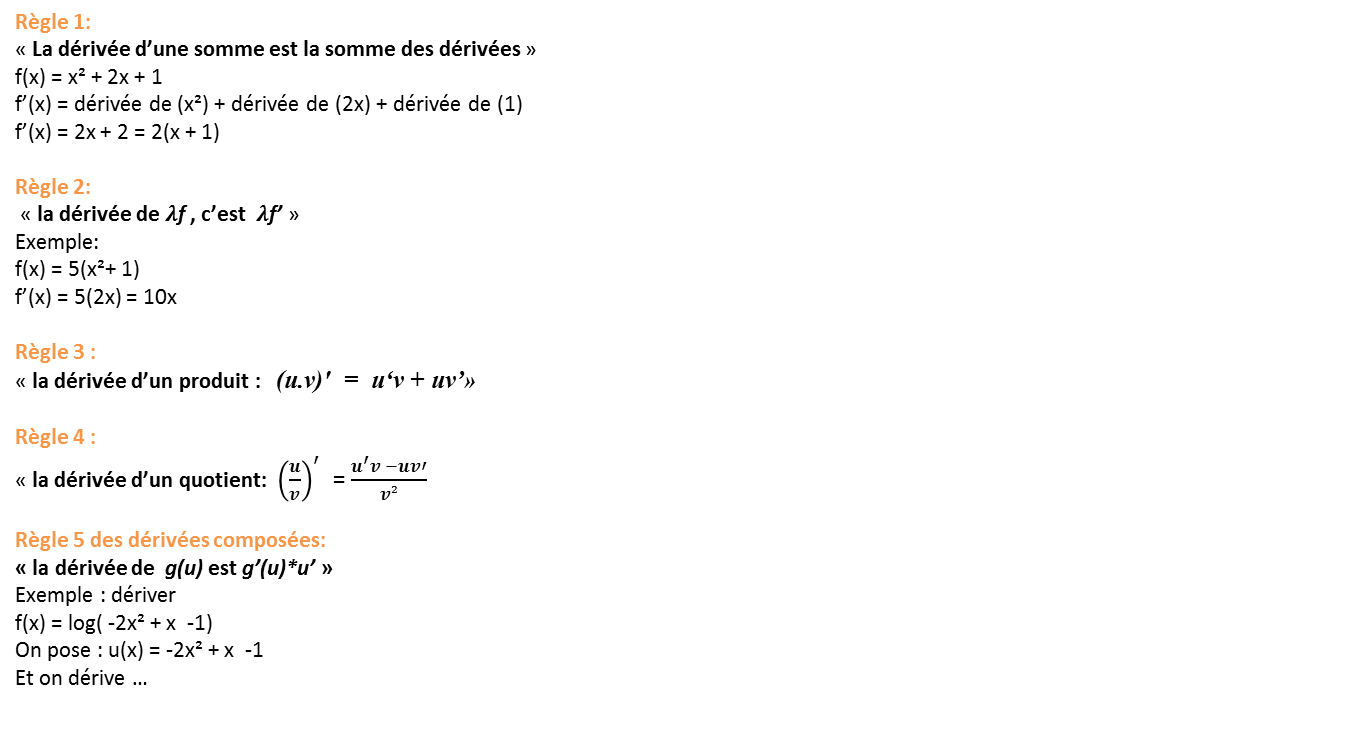 Règle 1:
« La dérivée d’une somme est la somme des dérivées »
f(x) = x² + 2x + 1
f’(x) = dérivée de (x²) + dérivée de (2x) + dérivée de (1)
f’(x) = 2x + 2 = 2(x + 1)
Règle 2:
« la dérivée de λf , c’est λf’ »
Exemple:
f(x) = 5(x²+ 1)
f’(x) = 5(2x) = 10x
Règle 3 :
« la dérivée d’un produit : (u.v)′ = u‘v + uv’»
Règle 4 :
« la dérivée d’un quotient: (u/v)′ = (u′v −uv′)/v²
Règle 5 des dérivées composées:
« la dérivée de g(u) est g’(u)*u’ »
Exemple : dériver
f(x) = log( -2x² + x -1)
On pose : u(x) = -2x² + x -1
Et on dérive …